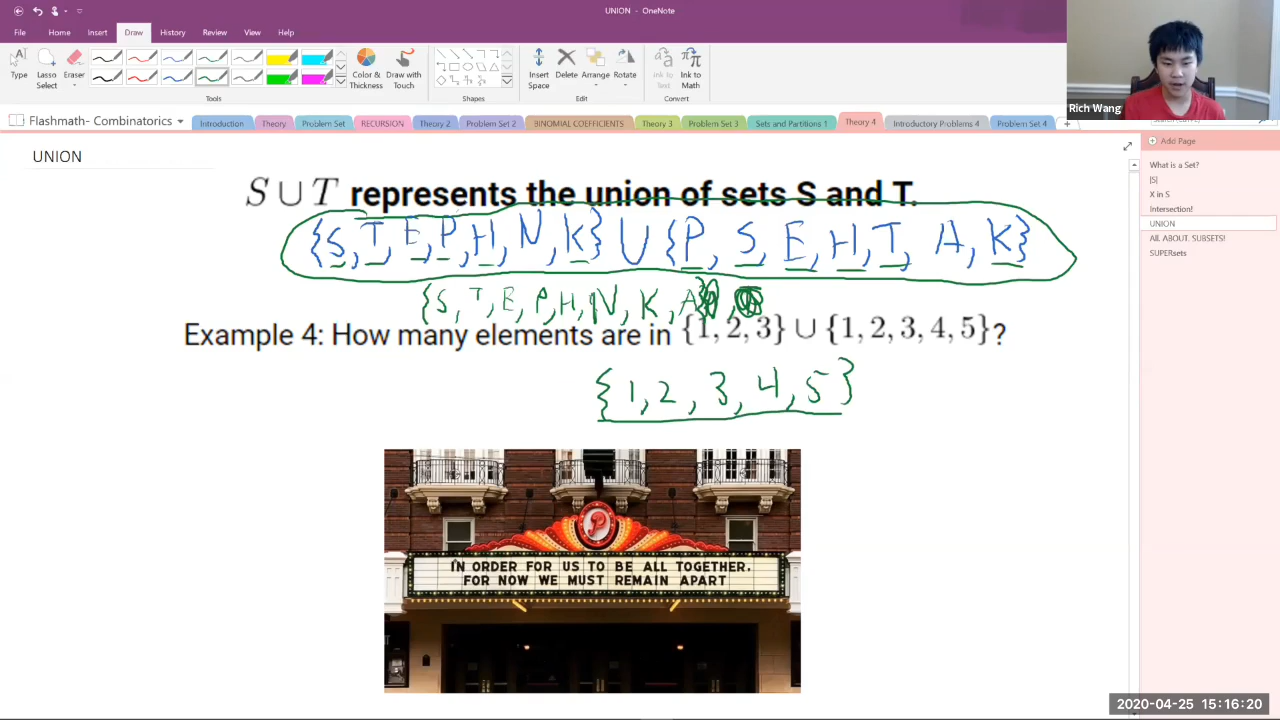 UNION - OneNote
File Home Insert Draw History Review View Help
Type Lasso Select Eraser Color & Thickness Draw with Touch Insert Space Delete Arrange Rotate Ink to Text Ink to Math
Tools Shapes Edit Convert
Rich Wang
Flashmath- Combinatorics Introduction Theory Problem Set RECURSION Theory 2 Problem Set 2 BINOMIAL COEFFICIENTS Theory 3 Problem Set 3 Sets and Partitions 1 Theory 4 Introductory Problems 4 Problem Set 4 +
Add Page
UNION
What is a Set?
|S|
X in S
Intersection!
UNION
All. ABOUT. SUBSETS!
SUPERsets
S ∪ T represents the union of sets S and T.
{S, T, E, P, H, N, K} ∪ {P, S, E, H, T, A, K}
{S, T, E, P, H, N, K, A}
Example 4: How many elements are in {1, 2, 3} ∪ {1, 2, 3, 4, 5}?
{1, 2, 3, 4, 5}
IN ORDER FOR US TO BE ALL TOGETHER.
FOR NOW WE MUST REMAIN APART
2020-04-25 15:16:20